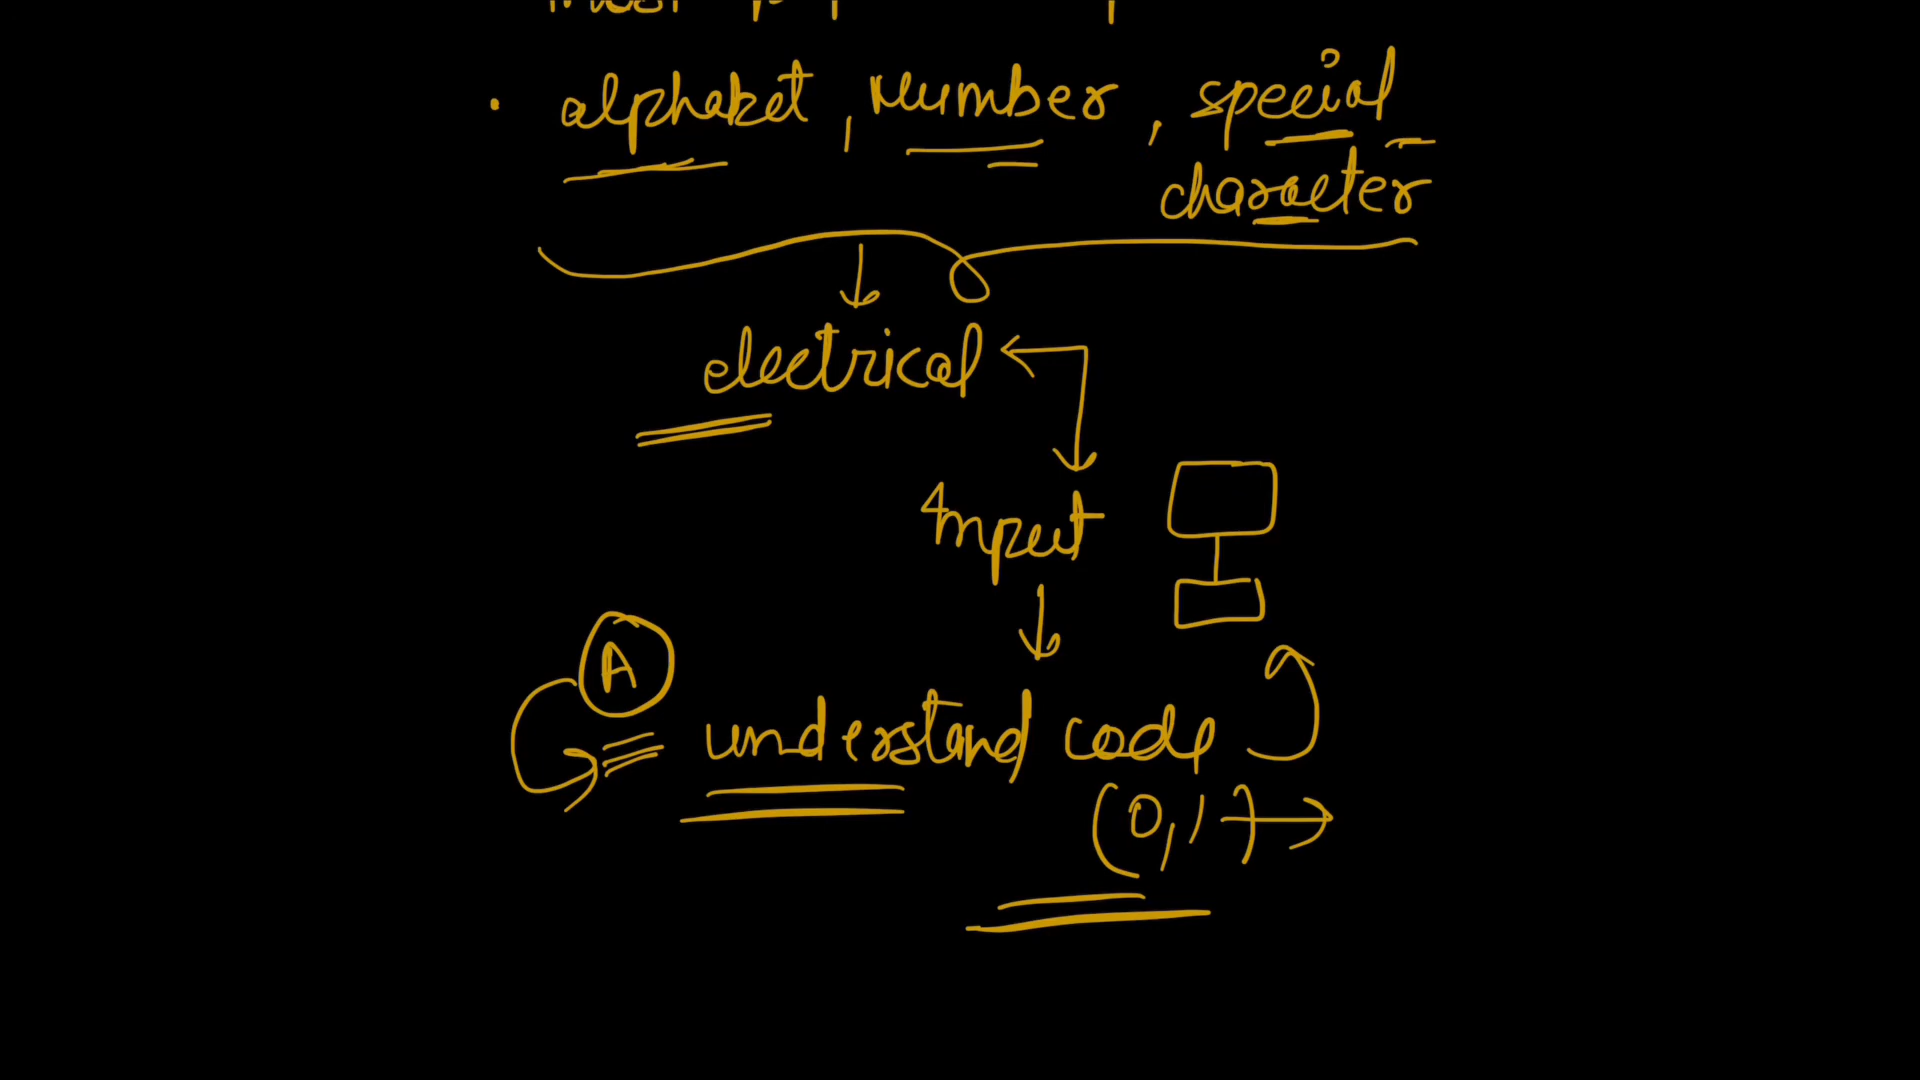 • alphabet, Number, special
character
electrical
Input
A
understand code
(0,1)